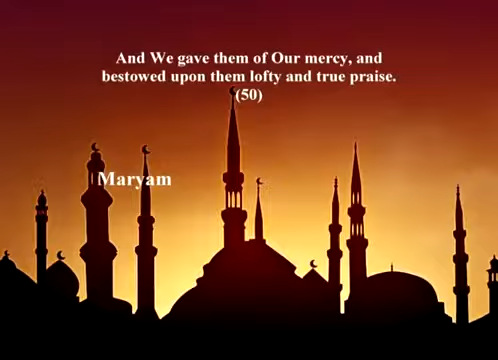 And We gave them of Our mercy, and
bestowed upon them lofty and true praise.
(50)
Maryam